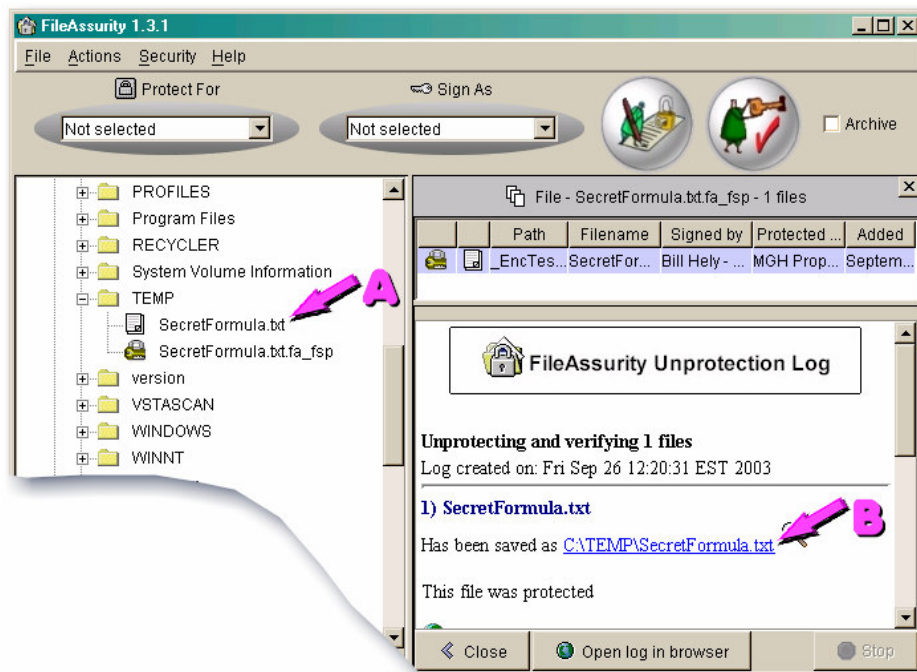 FileAssurity 1.3.1
File Actions Security Help
Protect For
Sign As
Not selected
Not selected
Archive
PROFILES
Program Files
RECYCLER
System Volume Information
TEMP
SecretFormula.txt
SecretFormula.txt.fa_fsp
version
VSTASCAN
WINDOWS
WINNT
A
File - SecretFormula.txt.fa_fsp - 1 files
Path Filename Signed by Protected ... Added
_EncTes... SecretFor... Bill Hely - ... MGH Prop... Septem...
FileAssurity Unprotection Log
Unprotecting and verifying 1 files
Log created on: Fri Sep 26 12:20:31 EST 2003
1) SecretFormula.txt
B
Has been saved as C:\TEMP\SecretFormula.txt
This file was protected
Close
Open log in browser
Stop